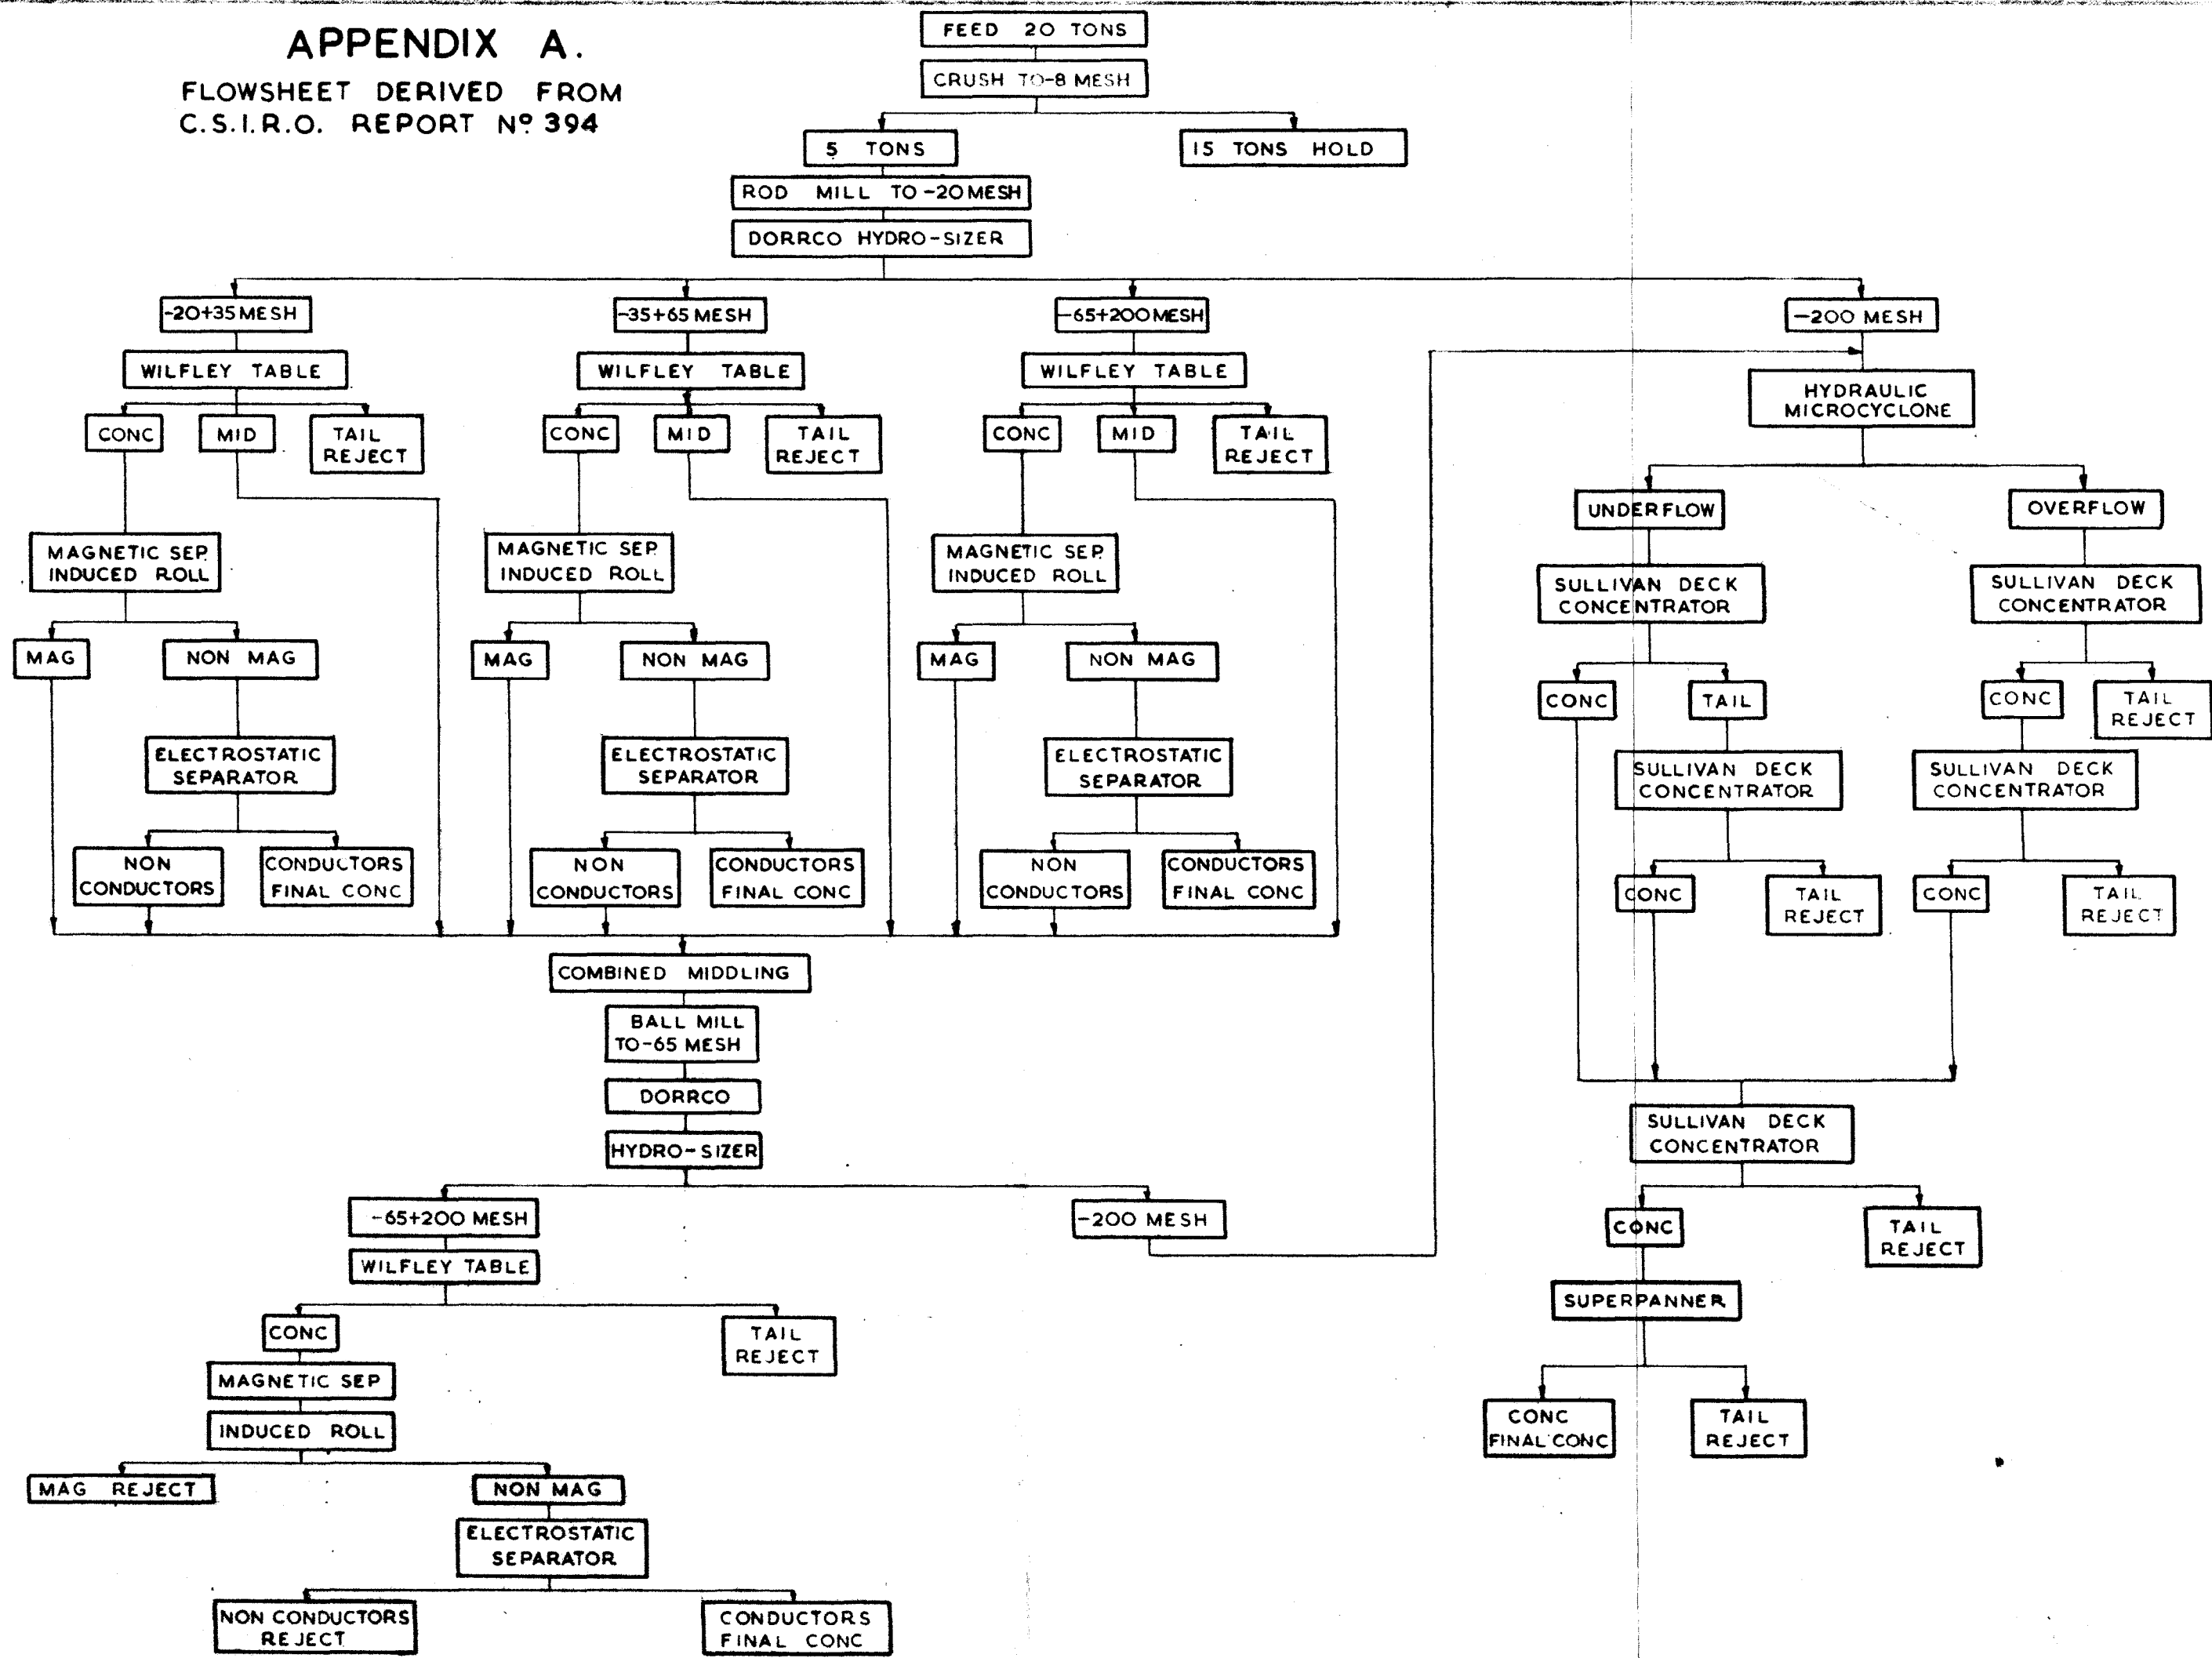 APPENDIX A.
FLOWSHEET DERIVED FROM
C.S.I.R.O. REPORT Nº 394
FEED 20 TONS
CRUSH TO-8 MESH
5 TONS
15 TONS HOLD
ROD MILL TO -20 MESH
DORRCO HYDRO-SIZER
-20+35 MESH
-35+65 MESH
-65+200 MESH
-200 MESH
WILFLEY TABLE
WILFLEY TABLE
WILFLEY TABLE
HYDRAULIC
MICROCYCLONE
CONC
MID
TAIL
REJECT
CONC
MID
TAIL
REJECT
CONC
MID
TAIL
REJECT
UNDERFLOW
OVERFLOW
MAGNETIC SEP.
INDUCED ROLL
MAGNETIC SEP.
INDUCED ROLL
MAGNETIC SEP.
INDUCED ROLL
SULLIVAN DECK
CONCENTRATOR
SULLIVAN DECK
CONCENTRATOR
MAG
NON MAG
MAG
NON MAG
MAG
NON MAG
CONC
TAIL
CONC
TAIL
REJECT
ELECTROSTATIC
SEPARATOR
ELECTROSTATIC
SEPARATOR
ELECTROSTATIC
SEPARATOR
SULLIVAN DECK
CONCENTRATOR
SULLIVAN DECK
CONCENTRATOR
NON
CONDUCTORS
CONDUCTORS
FINAL CONC
NON
CONDUCTORS
CONDUCTORS
FINAL CONC
NON
CONDUCTORS
CONDUCTORS
FINAL CONC
CONC
TAIL
REJECT
CONC
TAIL
REJECT
COMBINED MIDDLING
BALL MILL
TO-65 MESH
DORRCO
HYDRO-SIZER
SULLIVAN DECK
CONCENTRATOR
-65+200 MESH
-200 MESH
CONC
TAIL
REJECT
WILFLEY TABLE
SUPERPANNER
CONC
TAIL
REJECT
MAGNETIC SEP
INDUCED ROLL
CONC
FINAL CONC
TAIL
REJECT
MAG REJECT
NON MAG
ELECTROSTATIC
SEPARATOR
NON CONDUCTORS
REJECT
CONDUCTORS
FINAL CONC